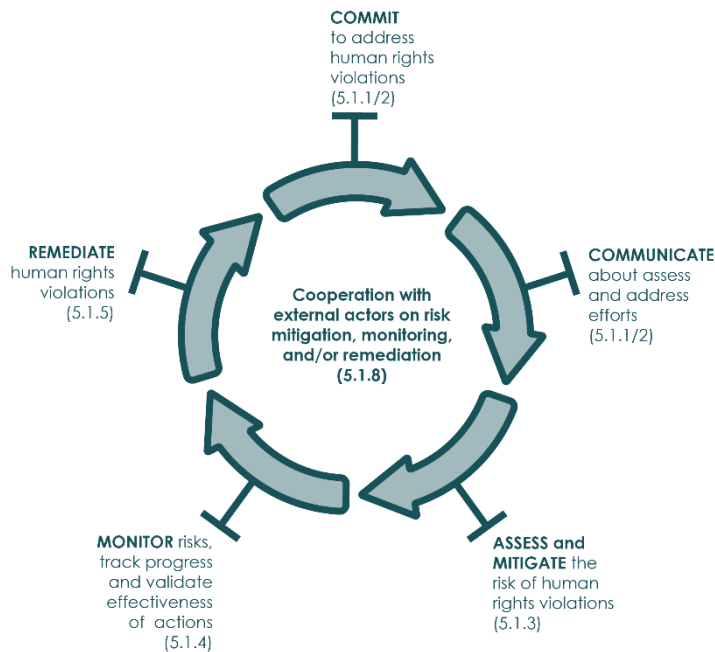 COMMIT
to address
human rights
violations
(5.1.1/2)
COMMUNICATE
about assess
and address
efforts
(5.1.1/2)
ASSESS and
MITIGATE the
risk of human
rights violations
(5.1.3)
MONITOR risks,
track progress
and validate
effectiveness
of actions
(5.1.4)
REMEDIATE
human rights
violations
(5.1.5)
Cooperation with
external actors on risk
mitigation, monitoring,
and/or remediation
(5.1.8)